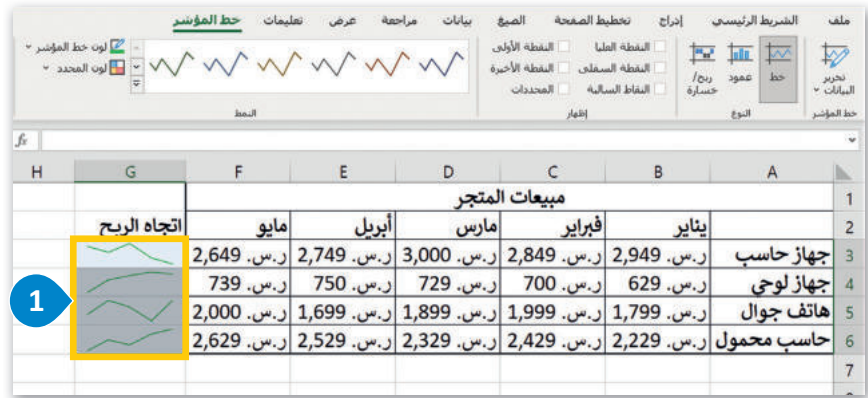 ملف الشريط الرئيسي إدراج تخطيط الصفحة الصيغ بيانات مراجعة عرض تعليمات خط المؤشر
تحرير البيانات
خط المؤشر
خط عمود ربح/خسارة
النوع
النقطة العليا النقطة الأولى
النقطة السفلى النقطة الأخيرة
النقاط السالبة المحددات
إظهار
النمط
لون خط المؤشر
لون المحدد
fx
A B C D E F G H
1 مبيعات المتجر
2 يناير فبراير مارس أبريل مايو اتجاه الربح
3 جهاز حاسب ر.س. 2,949 ر.س. 2,849 ر.س. 3,000 ر.س. 2,749 ر.س. 2,649
4 جهاز لوحي ر.س. 629 ر.س. 700 ر.س. 729 ر.س. 750 ر.س. 739
5 هاتف جوال ر.س. 1,799 ر.س. 1,999 ر.س. 1,899 ر.س. 1,699 ر.س. 2,000
6 حاسب محمول ر.س. 2,229 ر.س. 2,429 ر.س. 2,329 ر.س. 2,529 ر.س. 2,629
7
1